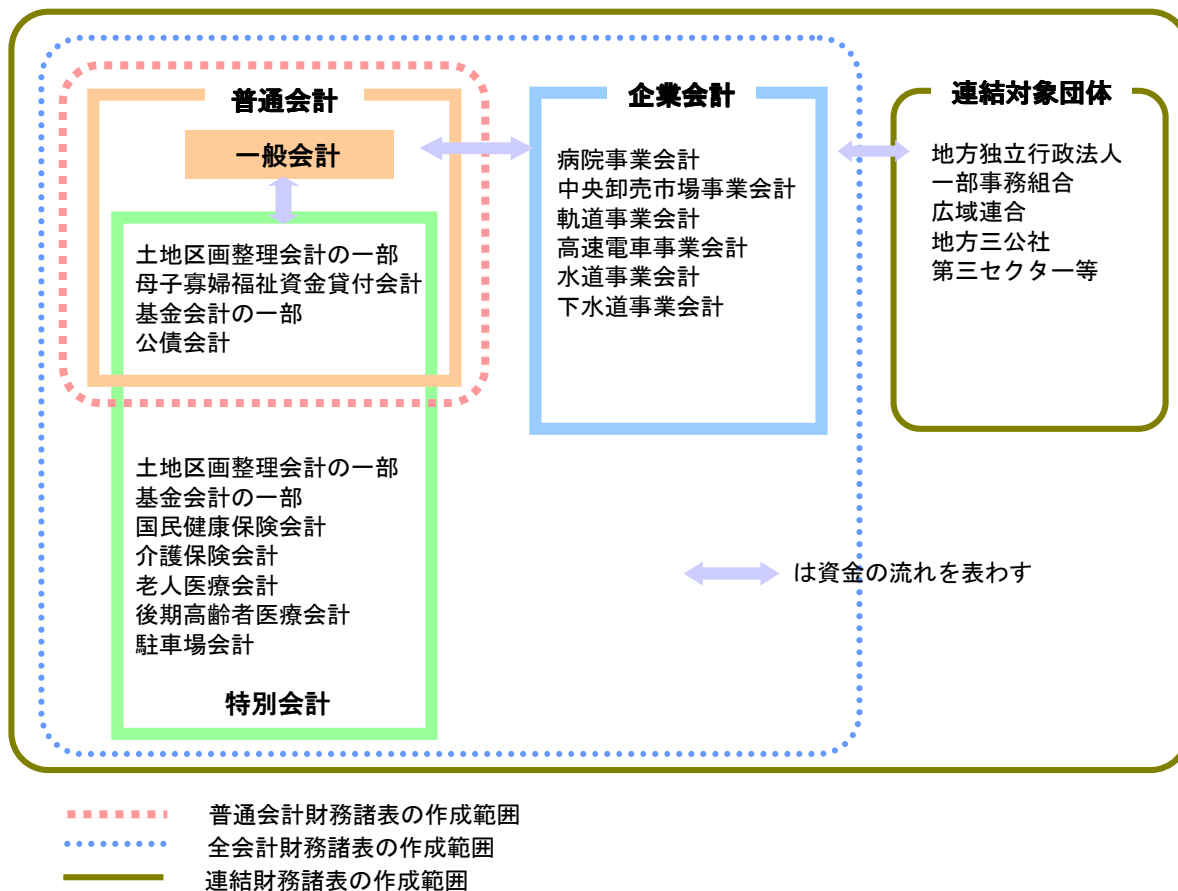 普通会計
一般会計
土地区画整理会計の一部
母子寡婦福祉資金貸付会計
基金会計の一部
公債会計
土地区画整理会計の一部
基金会計の一部
国民健康保険会計
介護保険会計
老人医療会計
後期高齢者医療会計
駐車場会計
特別会計
企業会計
病院事業会計
中央卸売市場事業会計
軌道事業会計
高速電車事業会計
水道事業会計
下水道事業会計
連結対象団体
地方独立行政法人
一部事務組合
広域連合
地方三公社
第三セクター等
は資金の流れを表わす
普通会計財務諸表の作成範囲
全会計財務諸表の作成範囲
連結財務諸表の作成範囲